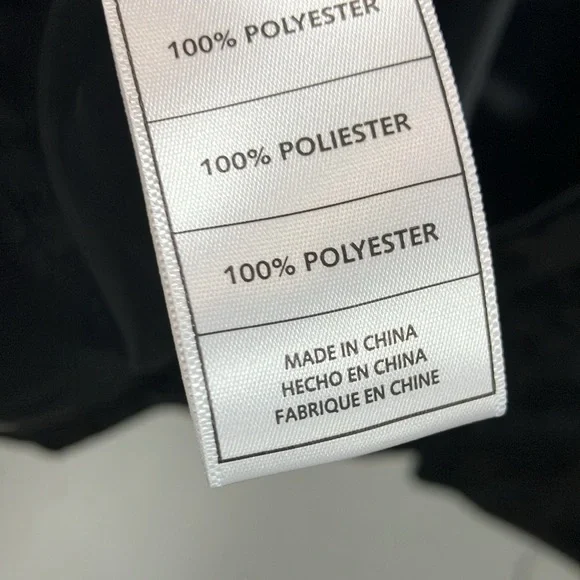 100% POLYESTER
100% POLIESTER
100% POLYESTER
MADE IN CHINA
HECHO EN CHINA
FABRIQUE EN CHINE